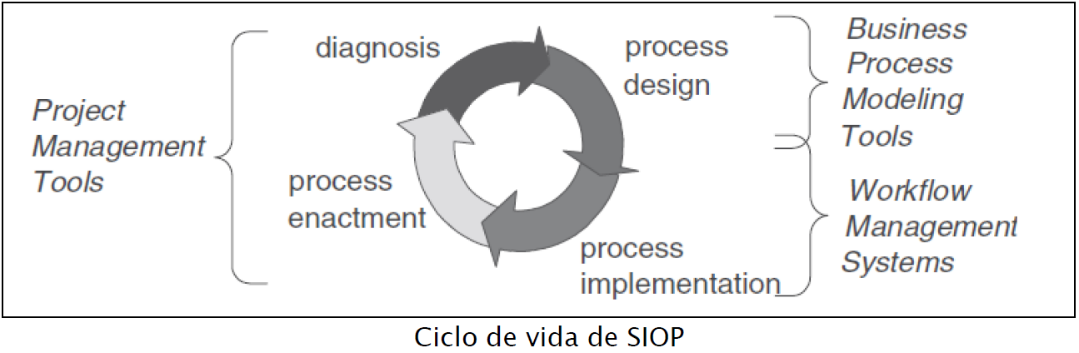 Project
Management
Tools
diagnosis
process
design
process
enactment
process
implementation
Business
Process
Modeling
Tools
Workflow
Management
Systems
Ciclo de vida de SIOP